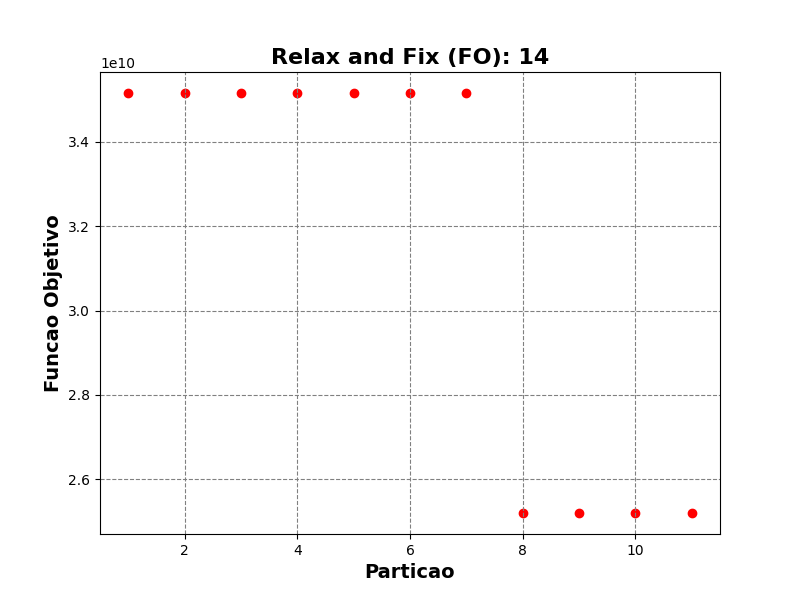 Relax and Fix (FO): 14
1e10
3.4
3.2
3.0
2.8
2.6
Funcao Objetivo
2 4 6 8 10
Particao